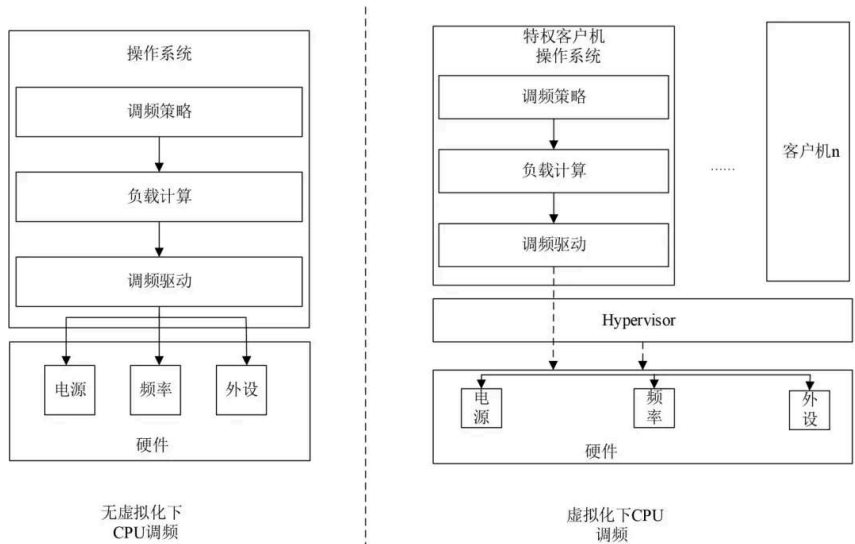 操作系统
调频策略
负载计算
调频驱动
电源
频率
外设
硬件
无虚拟化下
CPU调频
特权客户机
操作系统
调频策略
负载计算
调频驱动
……
客户机n
Hypervisor
电
源
频
率
外
设
硬件
虚拟化下CPU
调频